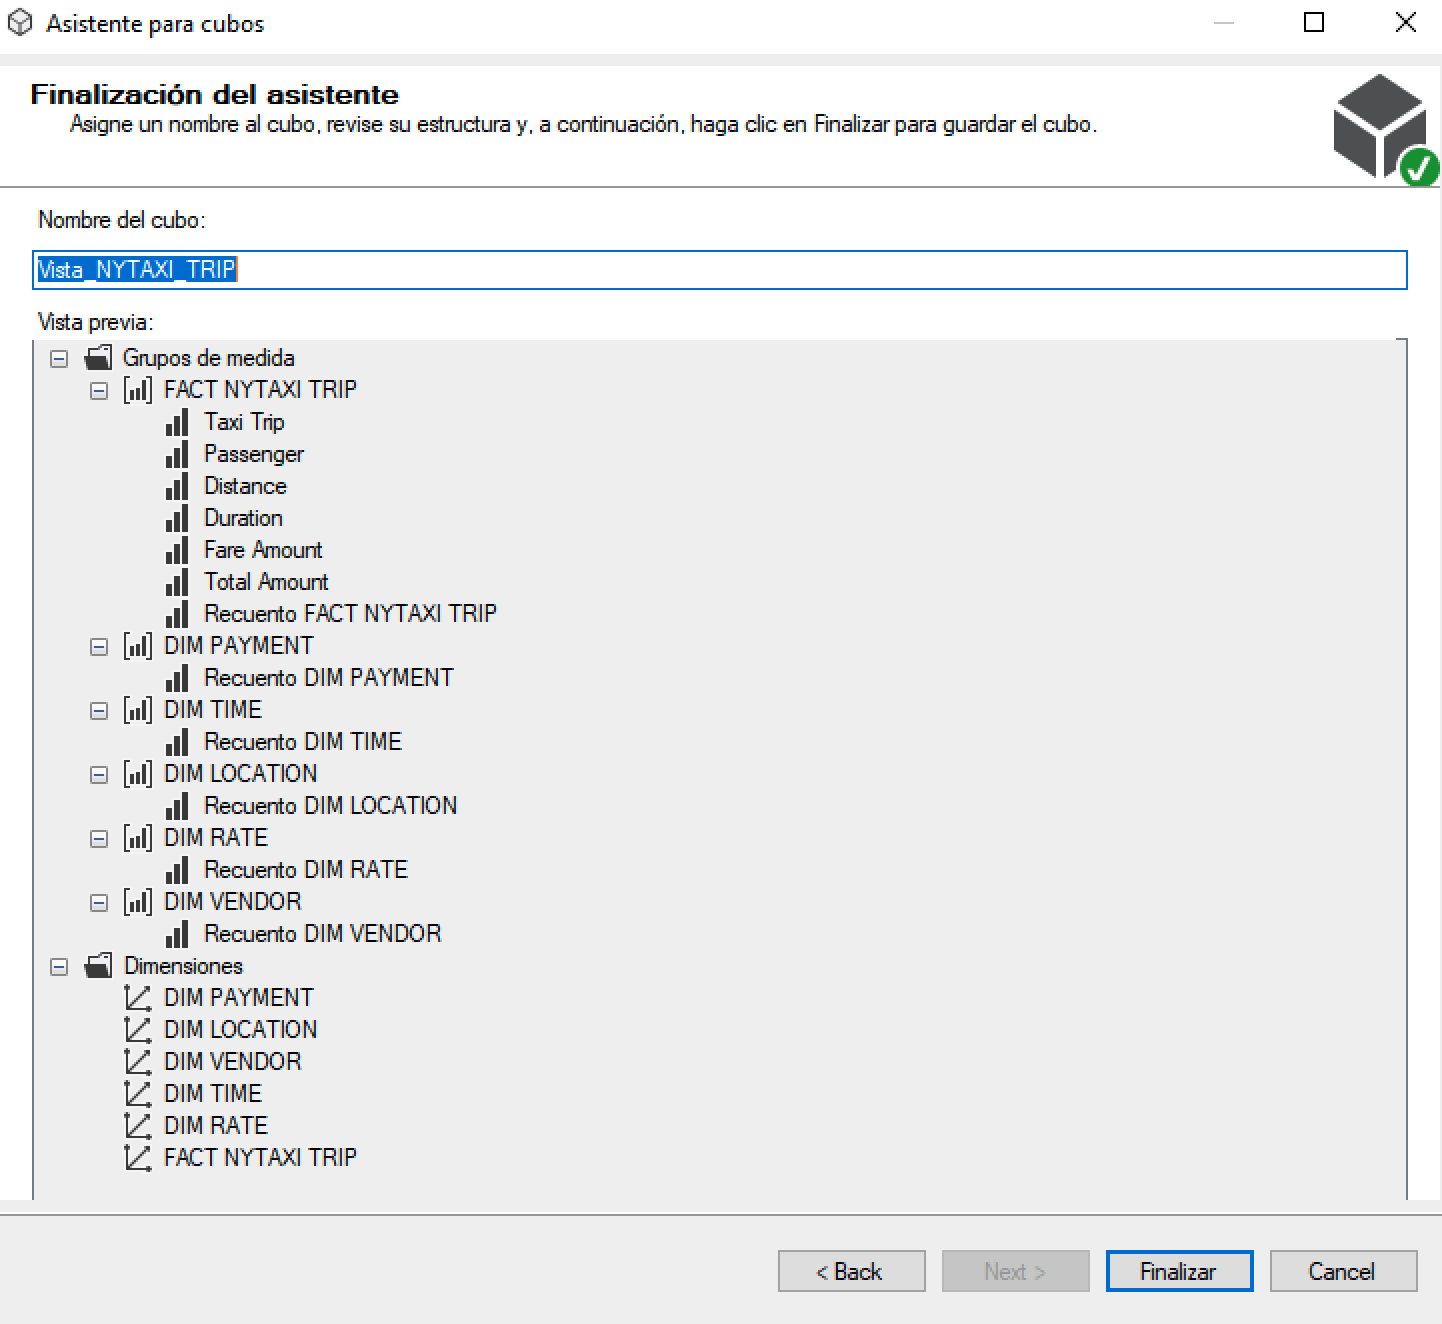 Asistente para cubos
Finalización del asistente
Asigne un nombre al cubo, revise su estructura y, a continuación, haga clic en Finalizar para guardar el cubo.
Nombre del cubo:
Vista_NYTAXI_TRIP
Vista previa:
Grupos de medida
FACT NYTAXI TRIP
Taxi Trip
Passenger
Distance
Duration
Fare Amount
Total Amount
Recuento FACT NYTAXI TRIP
DIM PAYMENT
Recuento DIM PAYMENT
DIM TIME
Recuento DIM TIME
DIM LOCATION
Recuento DIM LOCATION
DIM RATE
Recuento DIM RATE
DIM VENDOR
Recuento DIM VENDOR
Dimensiones
DIM PAYMENT
DIM LOCATION
DIM VENDOR
DIM TIME
DIM RATE
FACT NYTAXI TRIP
< Back Next > Finalizar Cancel